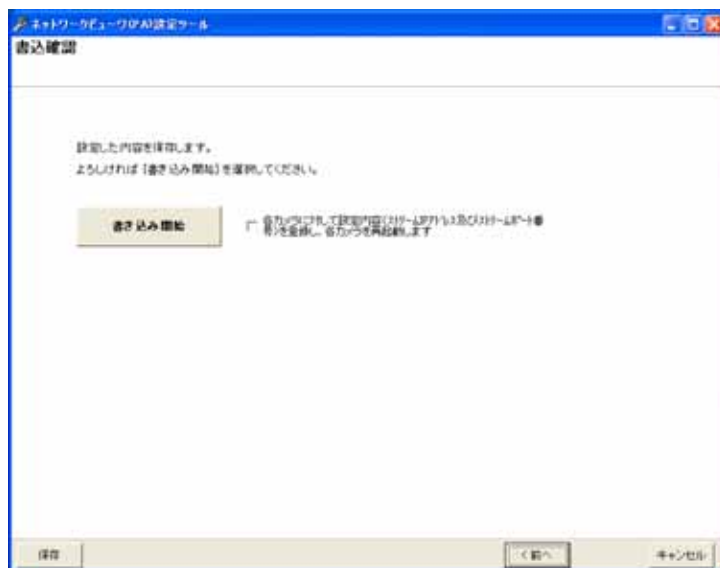 ネットワークビューワ(PA)設定ツール
書込確認
設定した内容を保存します。
よろしければ［書き込み開始］を選択してください。
書き込み開始
各カメラに対して設定内容(ストリームIPアドレス及びストリームポート番
号)を登録し、各カメラを再起動します
保存
< 前へ
キャンセル